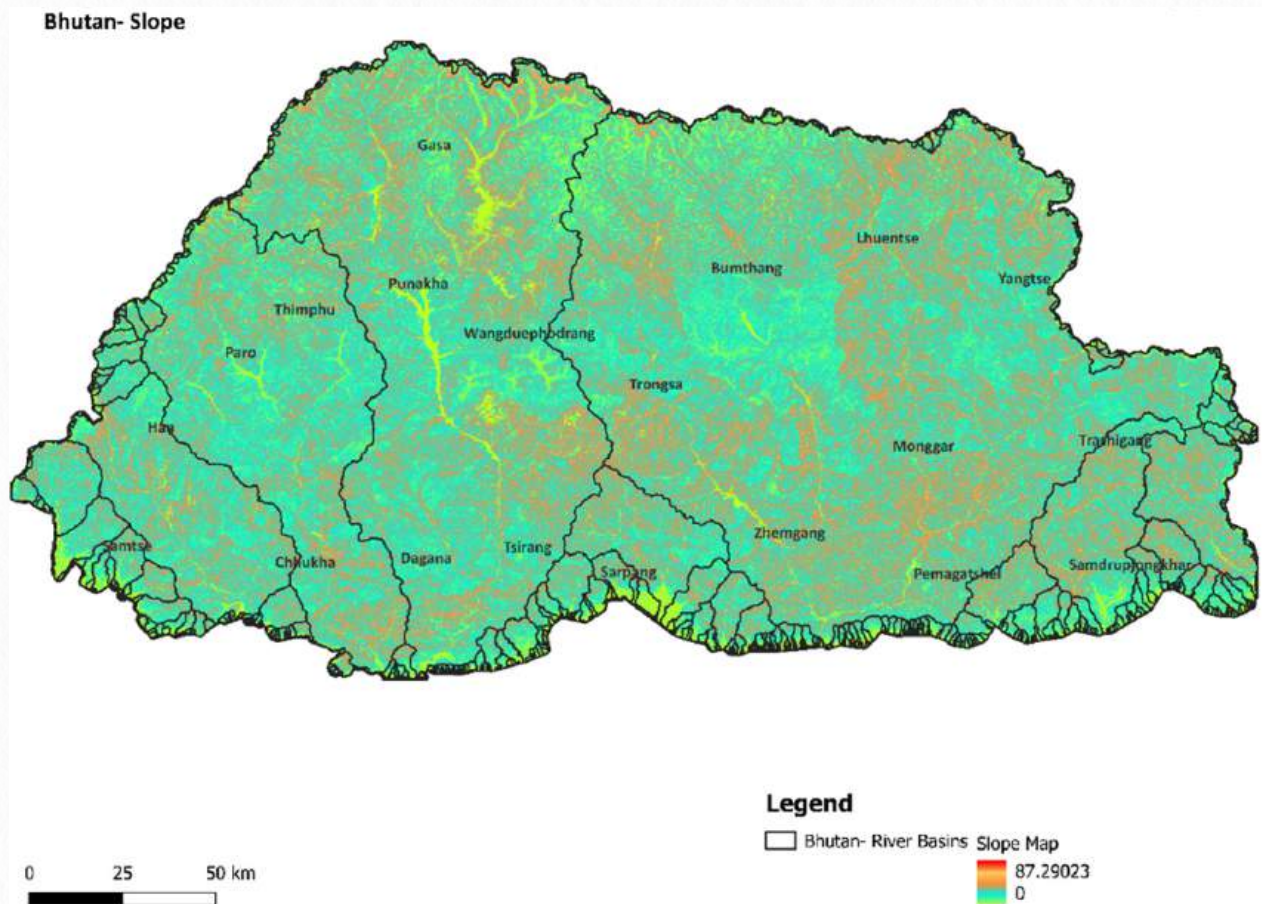 Bhutan- Slope
Gasa
Lhuentse
Bumthang
Yangtse
Punakha
Thimphu
Wangduephodrang
Paro
Trongsa
Haa
Trashigang
Monggar
Zhemgang
Samtse
Chhukha
Dagana
Tsirang
Sarpang
Pemagatshel
Samdrupjongkhar
Legend
Bhutan- River Basins
Slope Map
87.29023
0
0 25 50 km